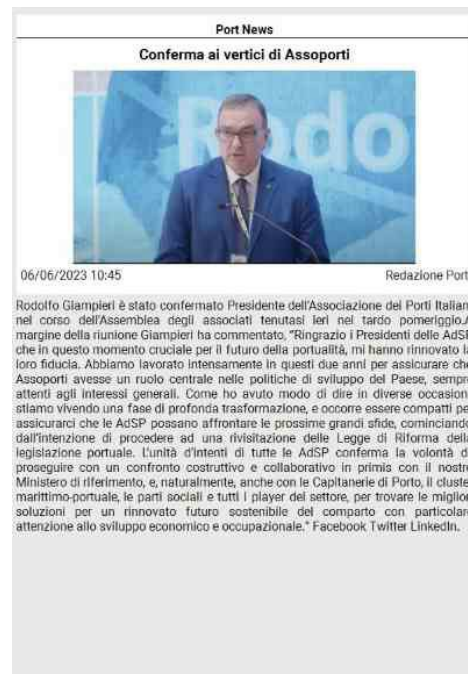 Port News
Conferma ai vertici di Assoporti
Rodo
06/06/2023 10:45
Redazione Port
Rodolfo Giampieri è stato confermato Presidente dell'Associazione dei Porti Italian
nel corso dell'Assemblea degli associati tenutasi ieri nel tardo pomeriggio.A
margine della riunione Giampieri ha commentato, "Ringrazio i Presidenti delle AdSP
che in questo momento cruciale per il futuro della portualità, mi hanno rinnovato la
loro fiducia. Abbiamo lavorato intensamente in questi due anni per assicurare che
Assoporti avesse un ruolo centrale nelle politiche di sviluppo del Paese, sempre
attenti agli interessi generali. Come ho avuto modo di dire in diverse occasion
stiamo vivendo una fase di profonda trasformazione, e occorre essere compatti pe
assicurarci che le AdSP possano affrontare le prossime grandi sfide, cominciando
dall'intenzione di procedere ad una rivisitazione delle Legge di Riforma della
legislazione portuale. L'unità d'intenti di tutte le AdSP conferma la volontà d
proseguire con un confronto costruttivo e collaborativo in primis con il nostro
Ministero di riferimento, e, naturalmente, anche con le Capitanerie di Porto, il cluste
marittimo-portuale, le parti sociali e tutti i player del settore, per trovare le miglior
soluzioni per un rinnovato futuro sostenibile del comparto con particolare
attenzione allo sviluppo economico e occupazionale." Facebook Twitter LinkedIn.